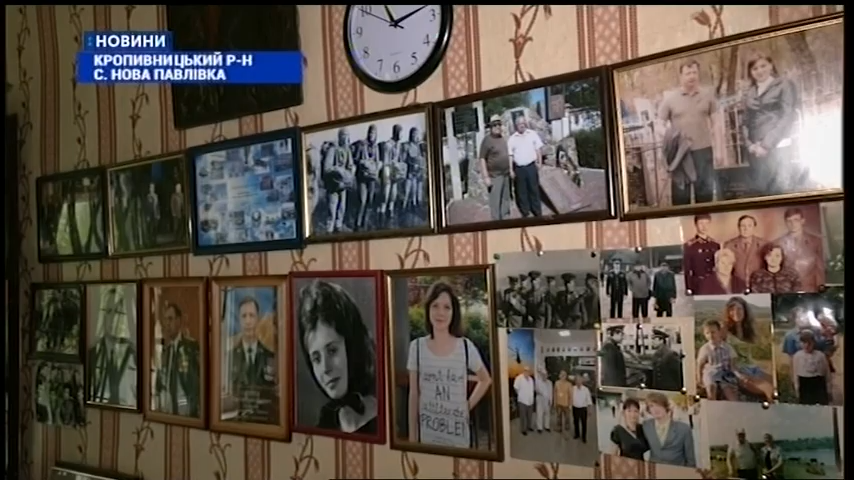 НОВИНИ
КРОПИВНИЦЬКИЙ Р-Н
С. НОВА ПАВЛІВКА
AN
PROBLEM